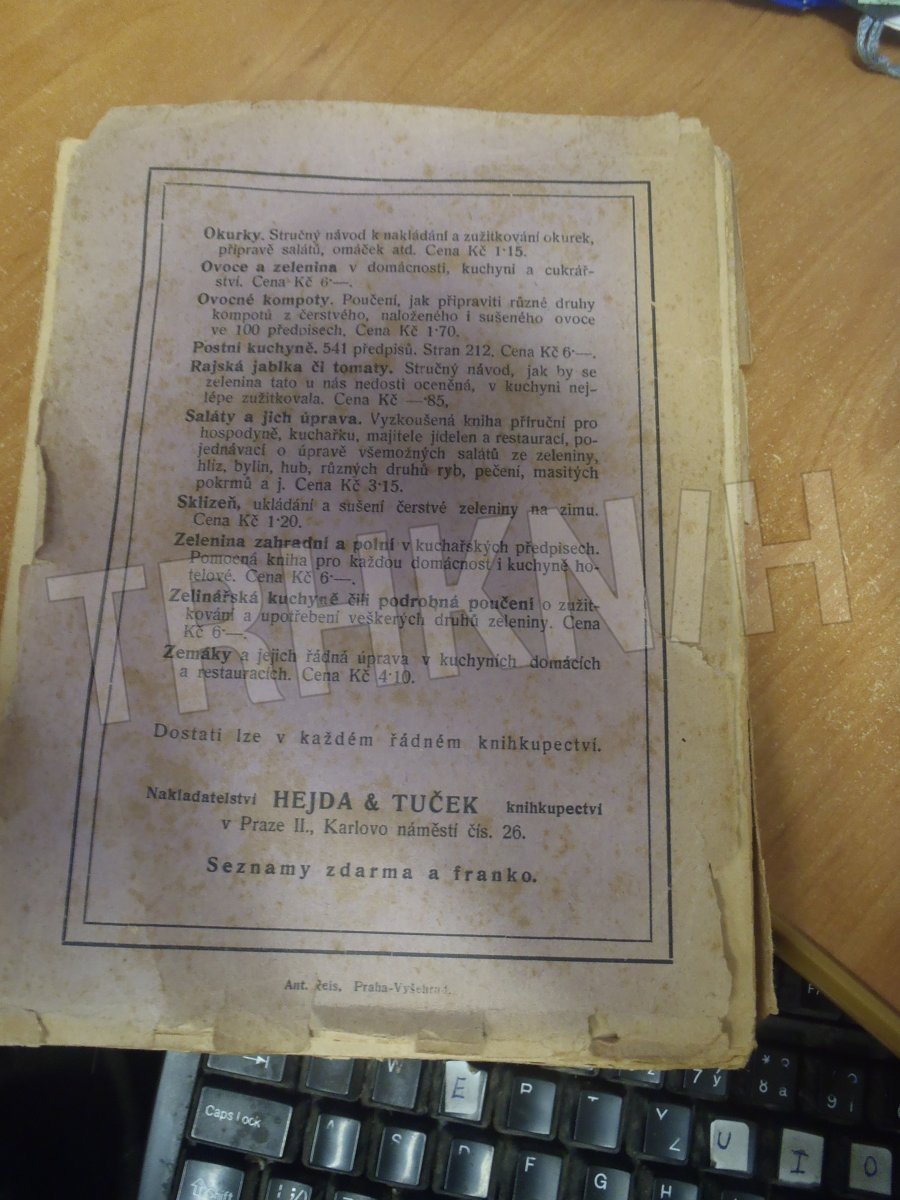 Okurky. Stručný návod k nakládání a zužitkování okurek,
přípravě salátů, omáček atd. Cena Kč 1·15.
Ovoce a zelenina v domácnosti, kuchyni a cukrář-
ství. Cena Kč 6·—.
Ovocné kompoty. Poučení, jak připraviti různé druhy
kompotů z čerstvého, naloženého i sušeného ovoce
ve 100 předpisech. Cena Kč 1·70.
Postní kuchyně. 541 předpisů. Stran 212. Cena Kč 6·—.
Rajská jablka či tomaty. Stručný návod, jak by se
zelenina tato u nás nedosti oceněná, v kuchyni nej-
lépe zužitkovala. Cena Kč —·85,
Saláty a jich úprava. Vyzkoušená kniha příruční pro
hospodyně, kuchařku, majitele jídelen a restaurací, po-
jednávací o úpravě všemožných salátů ze zeleniny,
hlíz, bylin, hub, různých druhů ryb, pečení, masitých
pokrmů a j. Cena Kč 3·15.
Sklizeň, ukládání a sušení čerstvé zeleniny na zimu.
Cena Kč 1·20.
Zelenina zahradní a polní v kuchařských předpisech.
Pomocná kniha pro každou domácnost i kuchyně ho-
telové. Cena Kč 6·—.
Zelinářská kuchyně čili podrobná poučení o zužit-
kování a upotřebení veškerých druhů zeleniny. Cena
Kč 6·—.
Zemáky a jejich řádná úprava v kuchyních domácích
a restauracích. Cena Kč 4·10.
Dostati lze v každém řádném knihkupectví.
Nakladatelství HEJDA & TUČEK knihkupectví
v Praze II., Karlovo náměstí čís. 26.
Seznamy zdarma a franko.
Ant. Reis, Praha-Vyšehrad.
TRHKNIH
W E R T Y 7 ý * 8 á 9 í
Caps Lock A S D F G H Z U I O
Shift